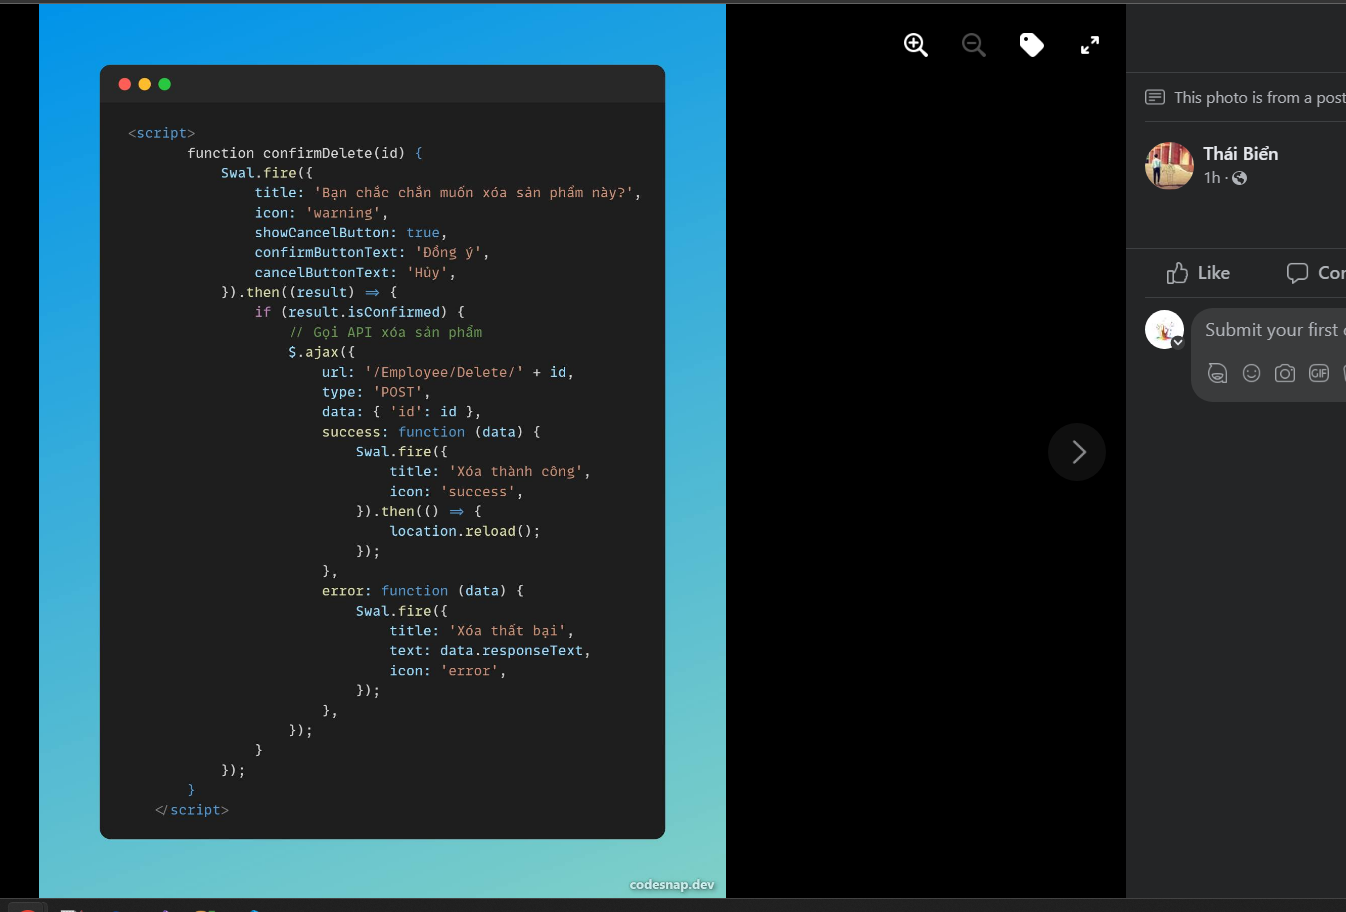 <script>
function confirmDelete(id) {
Swal.fire({
title: 'Bạn chắc chắn muốn xóa sản phẩm này?',
icon: 'warning',
showCancelButton: true,
confirmButtonText: 'Đồng ý',
cancelButtonText: 'Hủy',
}).then((result) => {
if (result.isConfirmed) {
// Gọi API xóa sản phẩm
$.ajax({
url: '/Employee/Delete/' + id,
type: 'POST',
data: { 'id': id },
success: function (data) {
Swal.fire({
title: 'Xóa thành công',
icon: 'success',
}).then(() => {
location.reload();
});
},
error: function (data) {
Swal.fire({
title: 'Xóa thất bại',
text: data.responseText,
icon: 'error',
});
},
});
}
});
}
</script>
codesnap.dev
This photo is from a post
Thái Biển
1h ·
Like
Submit your first
GIF